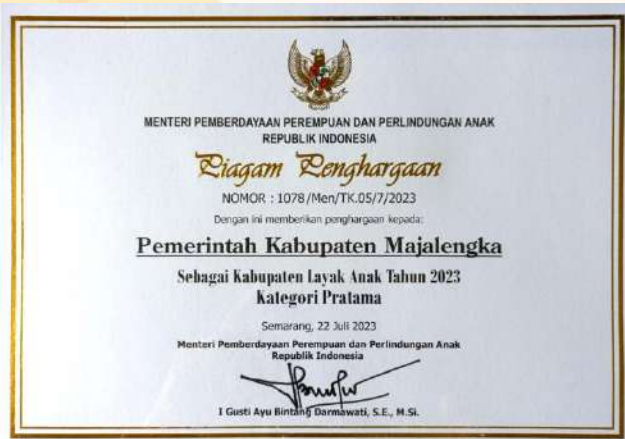 MENTERI PEMBERDAYAAN PEREMPUAN DAN PERLINDUNGAN ANAK
REPUBLIK INDONESIA
Piagam Penghargaan
NOMOR : 1078/Men/TK.05/7/2023
Dengan ini memberikan penghargaan kepada:
Pemerintah Kabupaten Majalengka
Sebagai Kabupaten Layak Anak Tahun 2023
Kategori Pratama
Semarang, 22 Juli 2023
Menteri Pemberdayaan Perempuan dan Perlindungan Anak
Republik Indonesia
I Gusti Ayu Bintang Darmawati, S.E., M.Si.